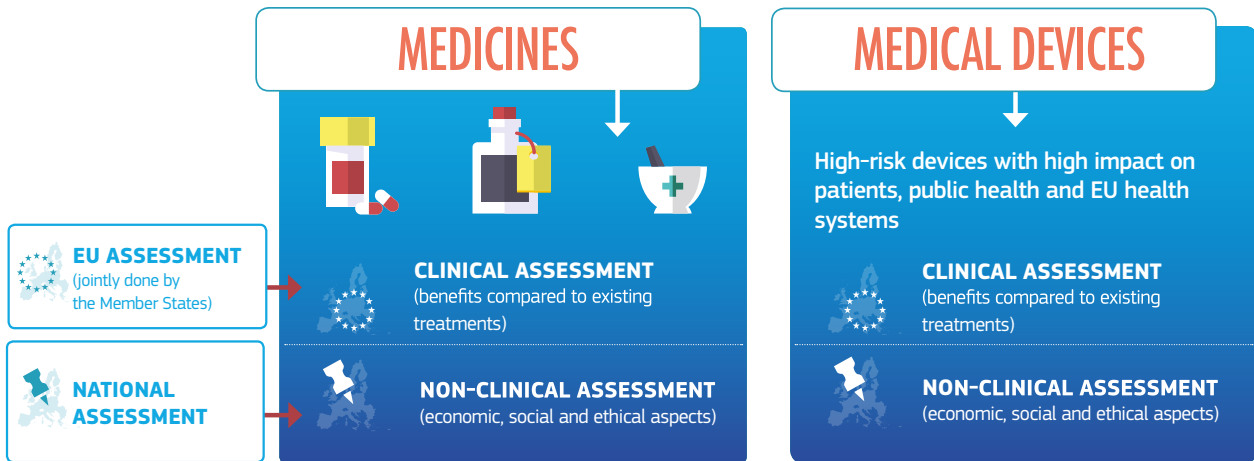 MEDICINES
MEDICAL DEVICES
High-risk devices with high impact on
patients, public health and EU health
systems
EU ASSESSMENT
(jointly done by
the Member States)
CLINICAL ASSESSMENT
(benefits compared to existing
treatments)
CLINICAL ASSESSMENT
(benefits compared to existing
treatments)
NATIONAL
ASSESSMENT
NON-CLINICAL ASSESSMENT
(economic, social and ethical aspects)
NON-CLINICAL ASSESSMENT
(economic, social and ethical aspects)